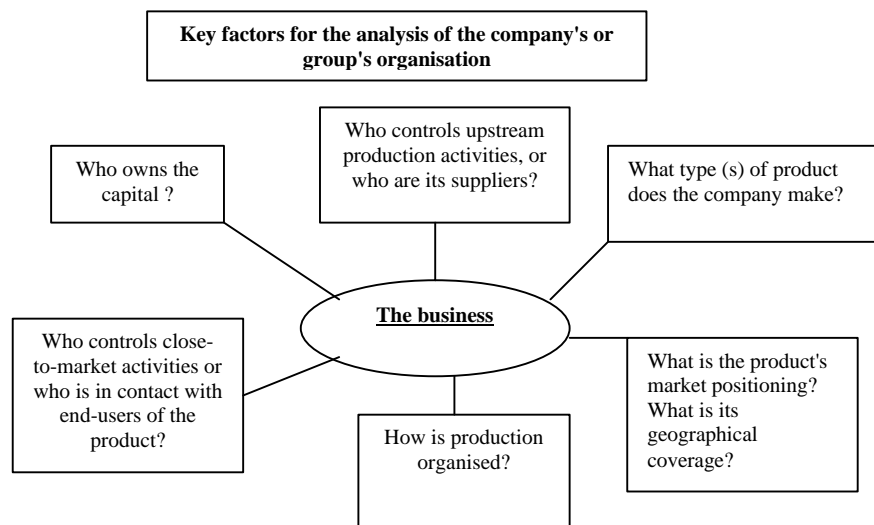 Key factors for the analysis of the company's or
group's organisation
Who owns the
capital ?
Who controls upstream
production activities, or
who are its suppliers?
What type (s) of product
does the company make?
The business
Who controls close-
to-market activities or
who is in contact with
end-users of the
product?
How is production
organised?
What is the product's
market positioning?
What is its
geographical
coverage?